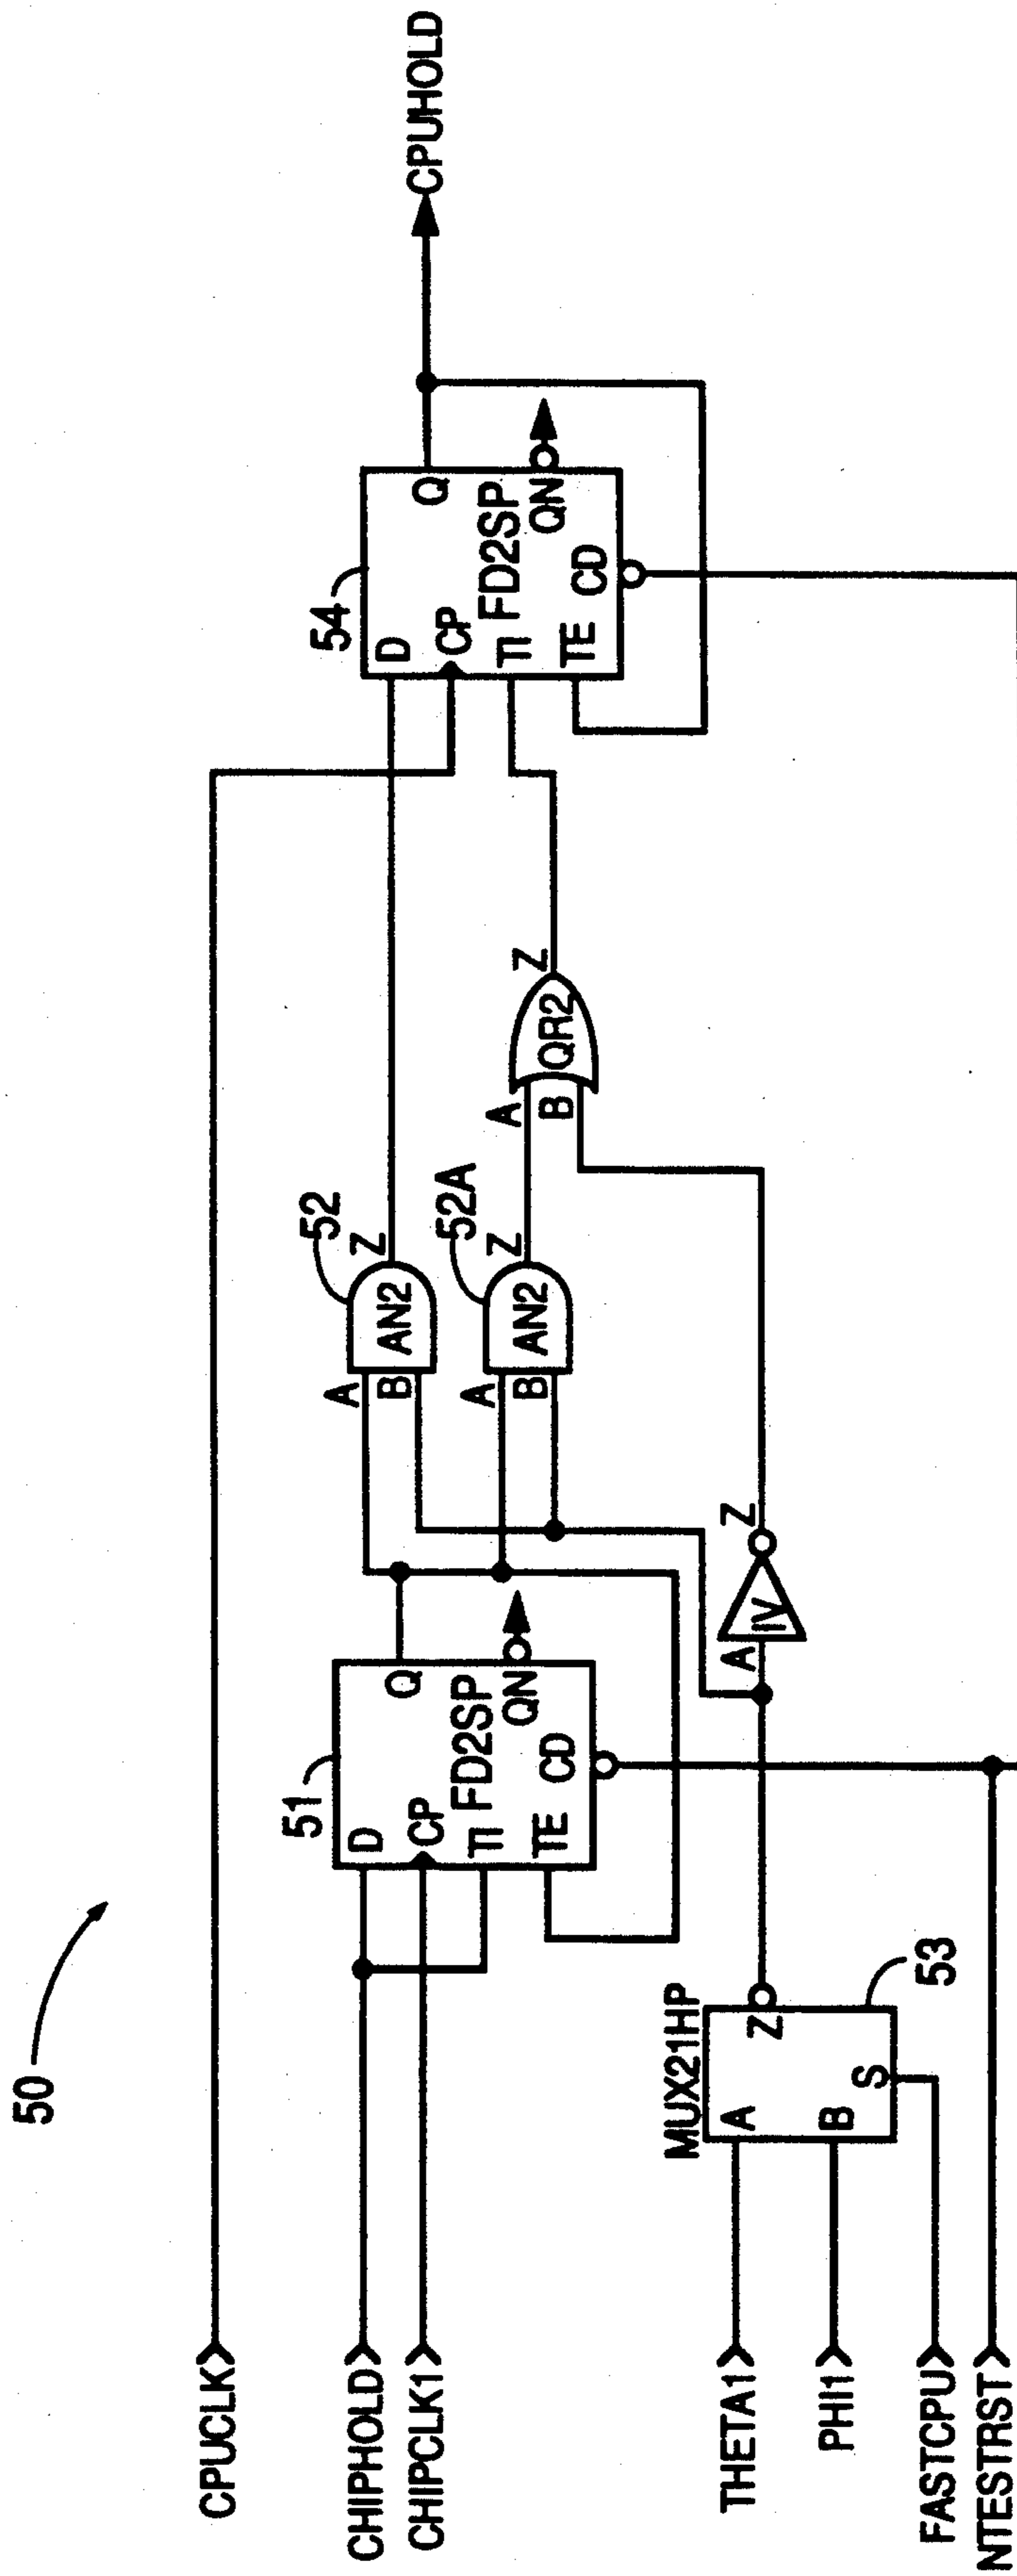 50
CPUCLK
CHIPHOLD
CHIPCLK1
THETA1
PHI1
FASTCPU
NTESTRST
51
D
CP
TI
TE
FD2SP
Q
QN
CD
MUX21HP
A
B
S
Z
53
A
IV
Z
52
A
B
AN2
Z
52A
A
B
AN2
Z
A
B
QR2
Z
54
D
CP
TI
TE
FD2SP
Q
QN
CD
CPUHOLD